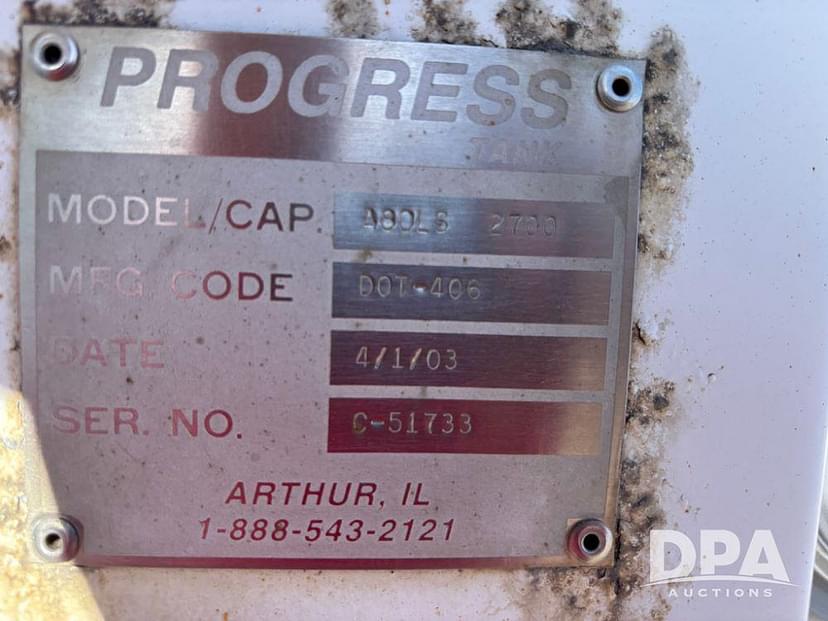 PROGRESS
TANK
MODEL/CAP. A80LS 2700
MFG. CODE DOT-406
DATE 4/1/03
SER. NO. C-51733
ARTHUR, IL
1-888-543-2121
DPA
AUCTIONS